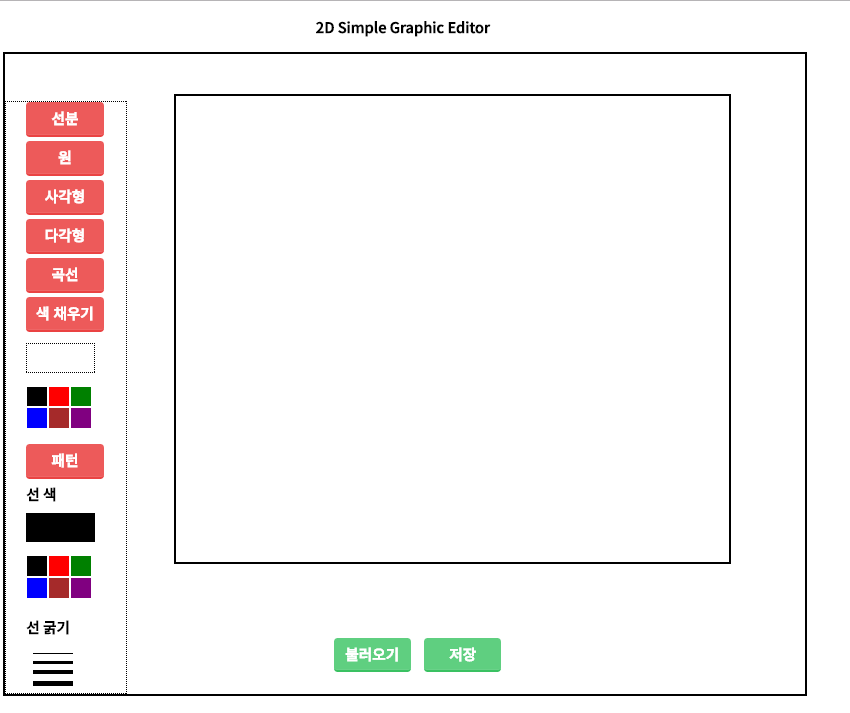 2D Simple Graphic Editor
선분
원
사각형
다각형
곡선
색 채우기
패턴
선 색
선 굵기
불러오기
저장